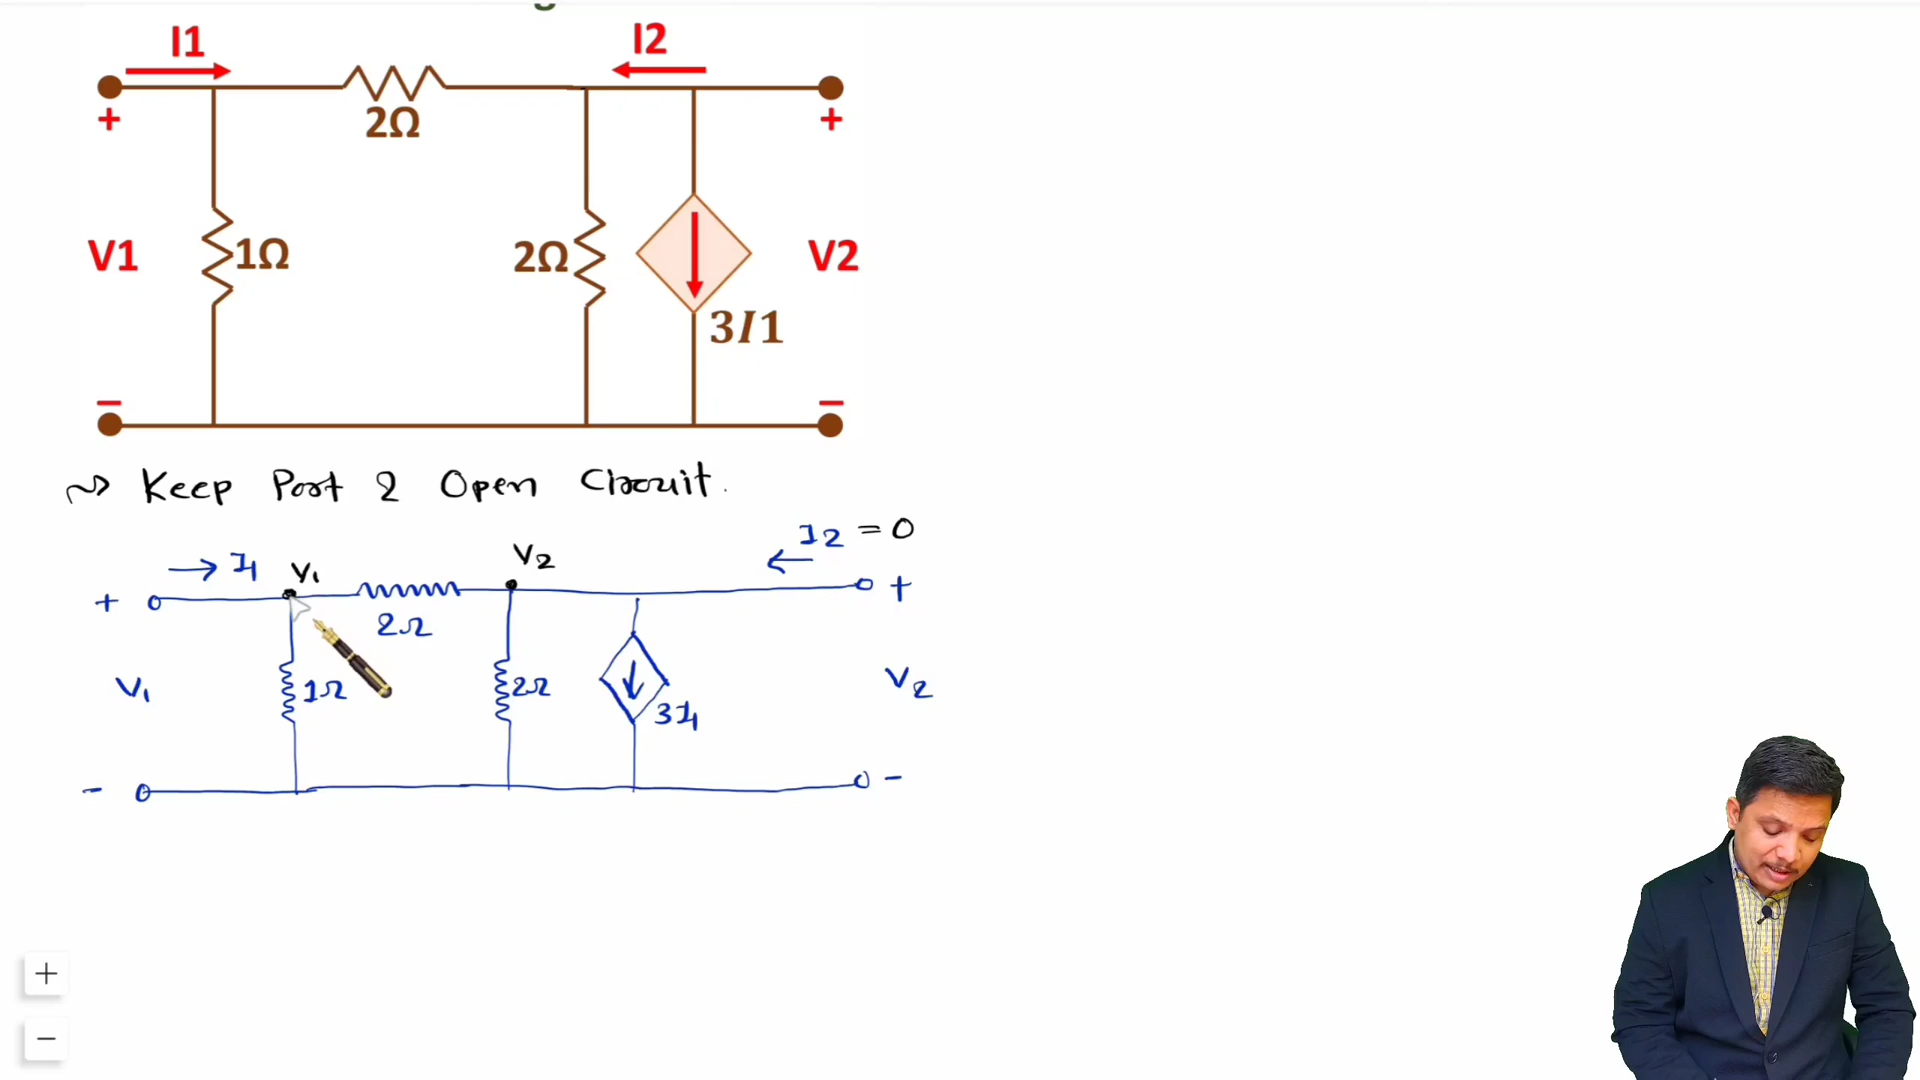 I1 I2
2Ω
+ +
V1 1Ω 2Ω V2
3I1
− −
~> Keep Port 2 Open Circuit.
→ I1 V1 V2 ← I2 = 0
+ +
2Ω
V1 1Ω 2Ω V2
3I1
- -
+
−